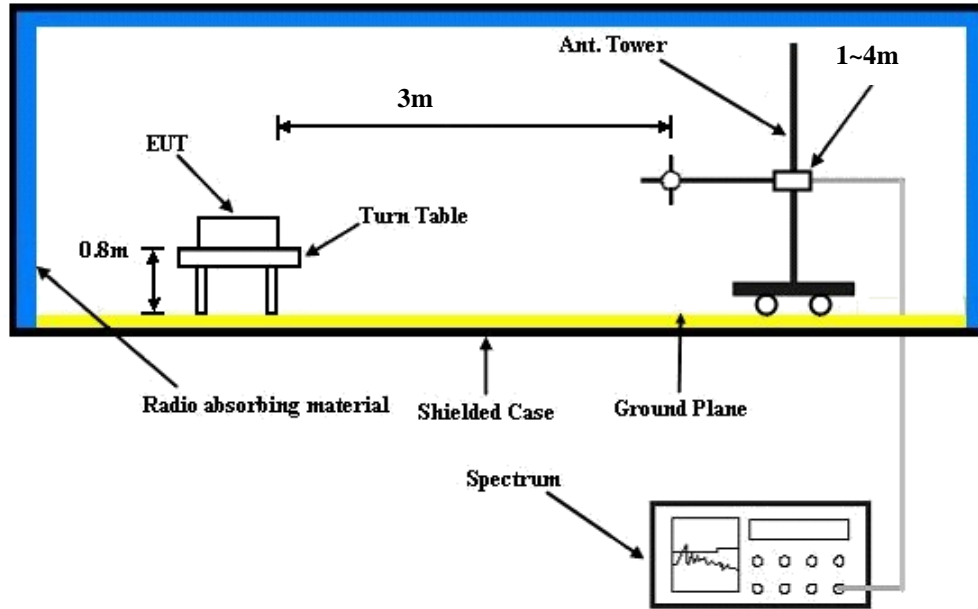 Ant. Tower
1~4m
3m
EUT
Turn Table
0.8m
Radio absorbing material
Shielded Case
Ground Plane
Spectrum